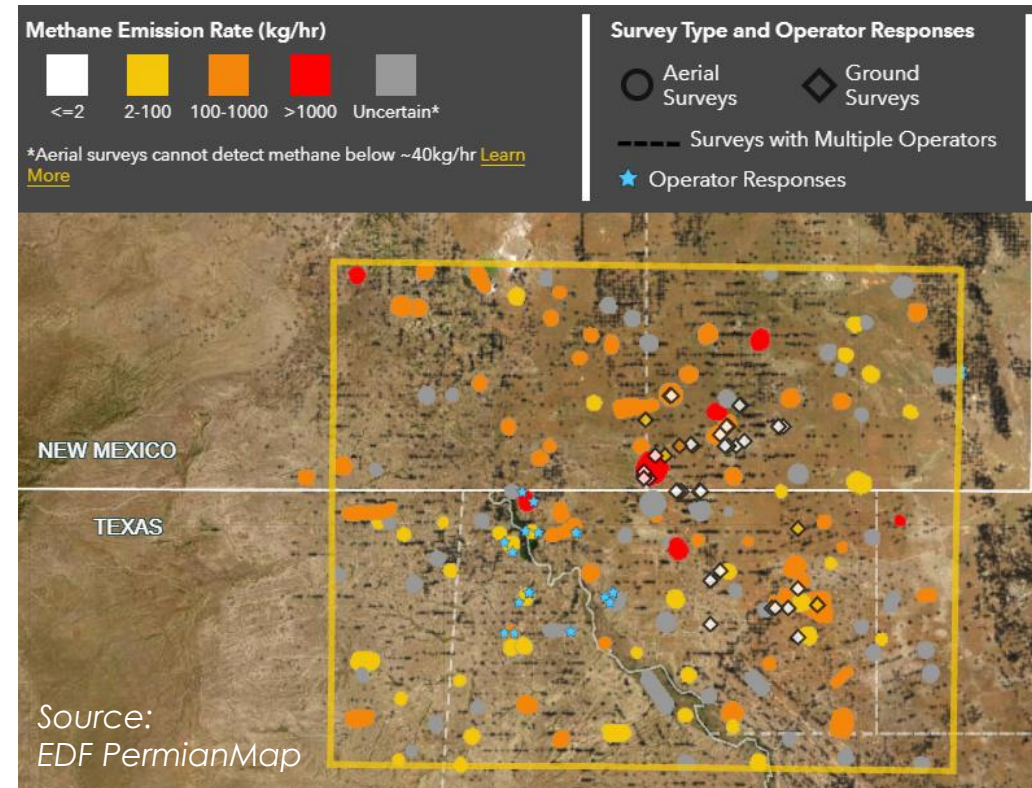 Methane Emission Rate (kg/hr)
<=2
2-100
100-1000
>1000
Uncertain*
*Aerial surveys cannot detect methane below ~40kg/hr Learn
More
Survey Type and Operator Responses
Aerial
Surveys
Ground
Surveys
Surveys with Multiple Operators
Operator Responses
NEW MEXICO
TEXAS
Source:
EDF PermianMap